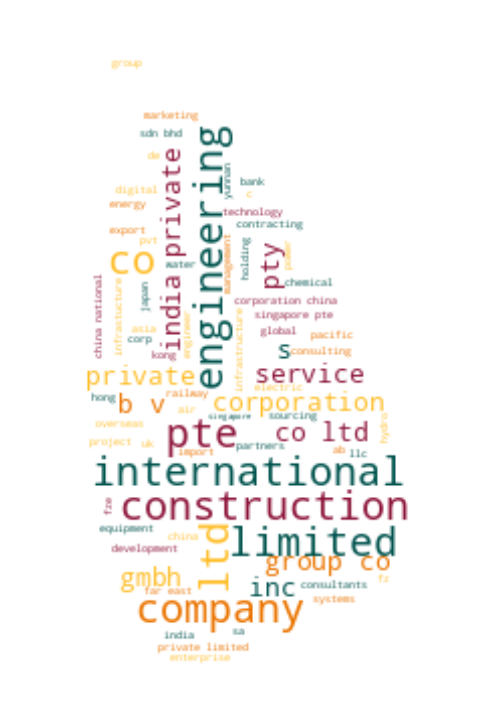 group
marketing
sdn bhd
engineering
de
india private
yunnan
bank
digital
c
energy
technology
contracting
export
pvt
co
water
management
holding
pty
power
chemical
china national
infrastucture
japan
corporation china
singapore pte
asia
engineer
infrastructure
global
pacific
corp
kong
s
consulting
service
private
electric
hong
b v
railway
corporation
air
singapore
sourcing
hydro
overseas
pte
co ltd
project
uk
import
partners
ab
llc
international
fze
construction
equipment
ltd
limited
china
development
group co
gmbh
far east
inc
consultants
fz
company
systems
india
sa
private limited
enterprise